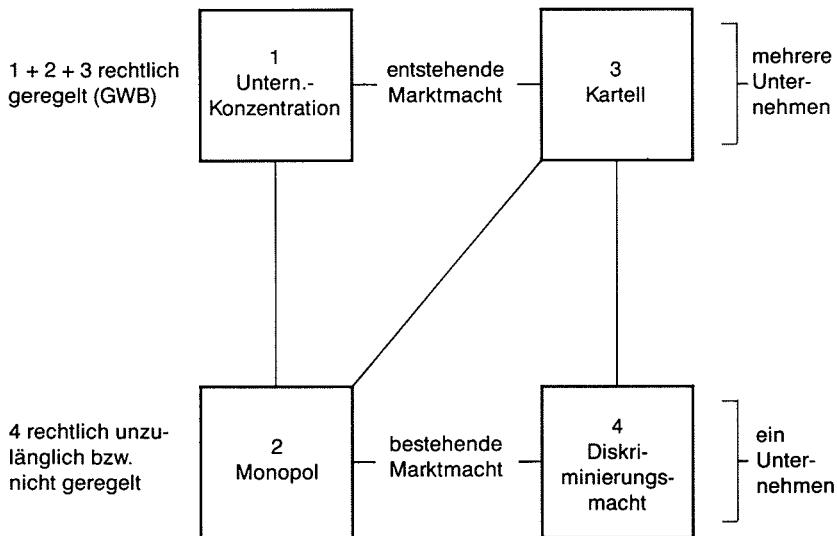 1 + 2 + 3 rechtlich
geregelt (GWB)
1
Untern.-
Konzentration
entstehende
Marktmacht
3
Kartell
mehrere
Unter-
nehmen
4 rechtlich unzu-
länglich bzw.
nicht geregelt
2
Monopol
bestehende
Marktmacht
4
Diskri-
minierungs-
macht
ein
Unter-
nehmen